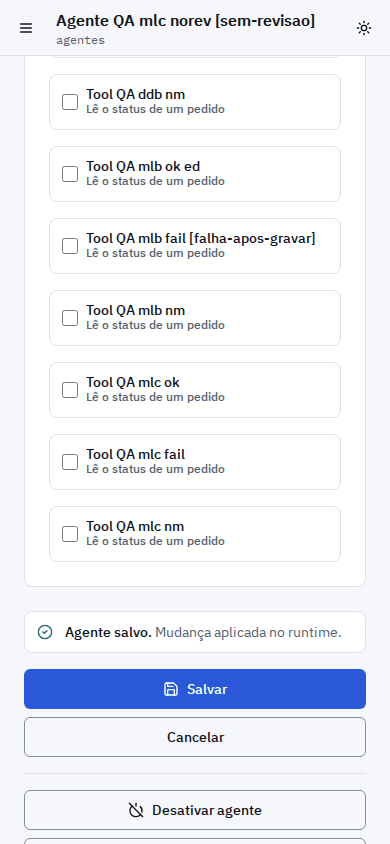 Agente QA mlc norev [sem-revisao]
agentes
Tool QA ddb nm
Lê o status de um pedido
Tool QA mlb ok ed
Lê o status de um pedido
Tool QA mlb fail [falha-apos-gravar]
Lê o status de um pedido
Tool QA mlb nm
Lê o status de um pedido
Tool QA mlc ok
Lê o status de um pedido
Tool QA mlc fail
Lê o status de um pedido
Tool QA mlc nm
Lê o status de um pedido
Agente salvo. Mudança aplicada no runtime.
Salvar
Cancelar
Desativar agente